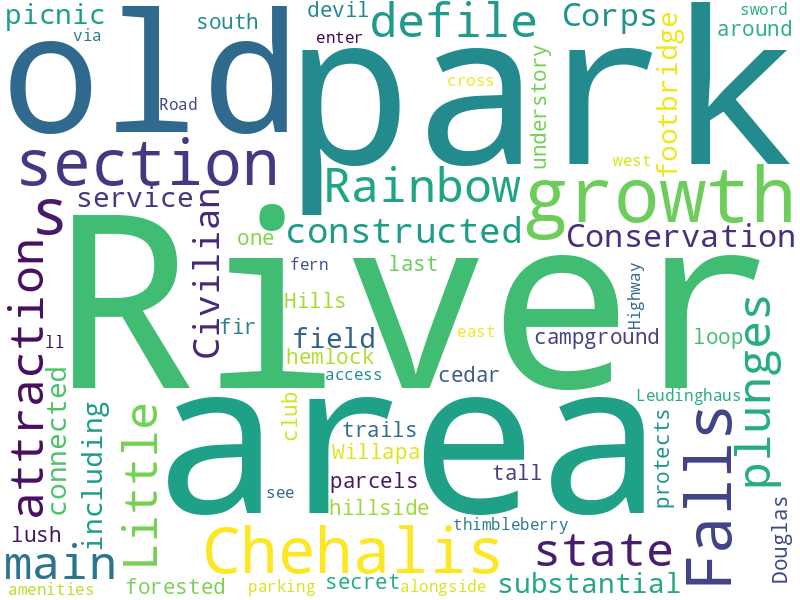 picnic
via
south
devil
enter
defile
Corps
sword
around
old
Road
park
cross
understory
west
footbridge
section
service
s
Civilian
Rainbow
growth
one
constructed
Conservation
River
fern
last
Hills
Highway
attraction
ll
fir
field
hemlock
access
east
campground
loop
plunges
cedar
connected
including
Little
area
club
trails
Willapa
parcels
hillside
see
tall
Leudinghaus
protects
Falls
thimbleberry
lush
main
amenities
forested
Chehalis
parking
secret
alongside
state
substantial
Douglas